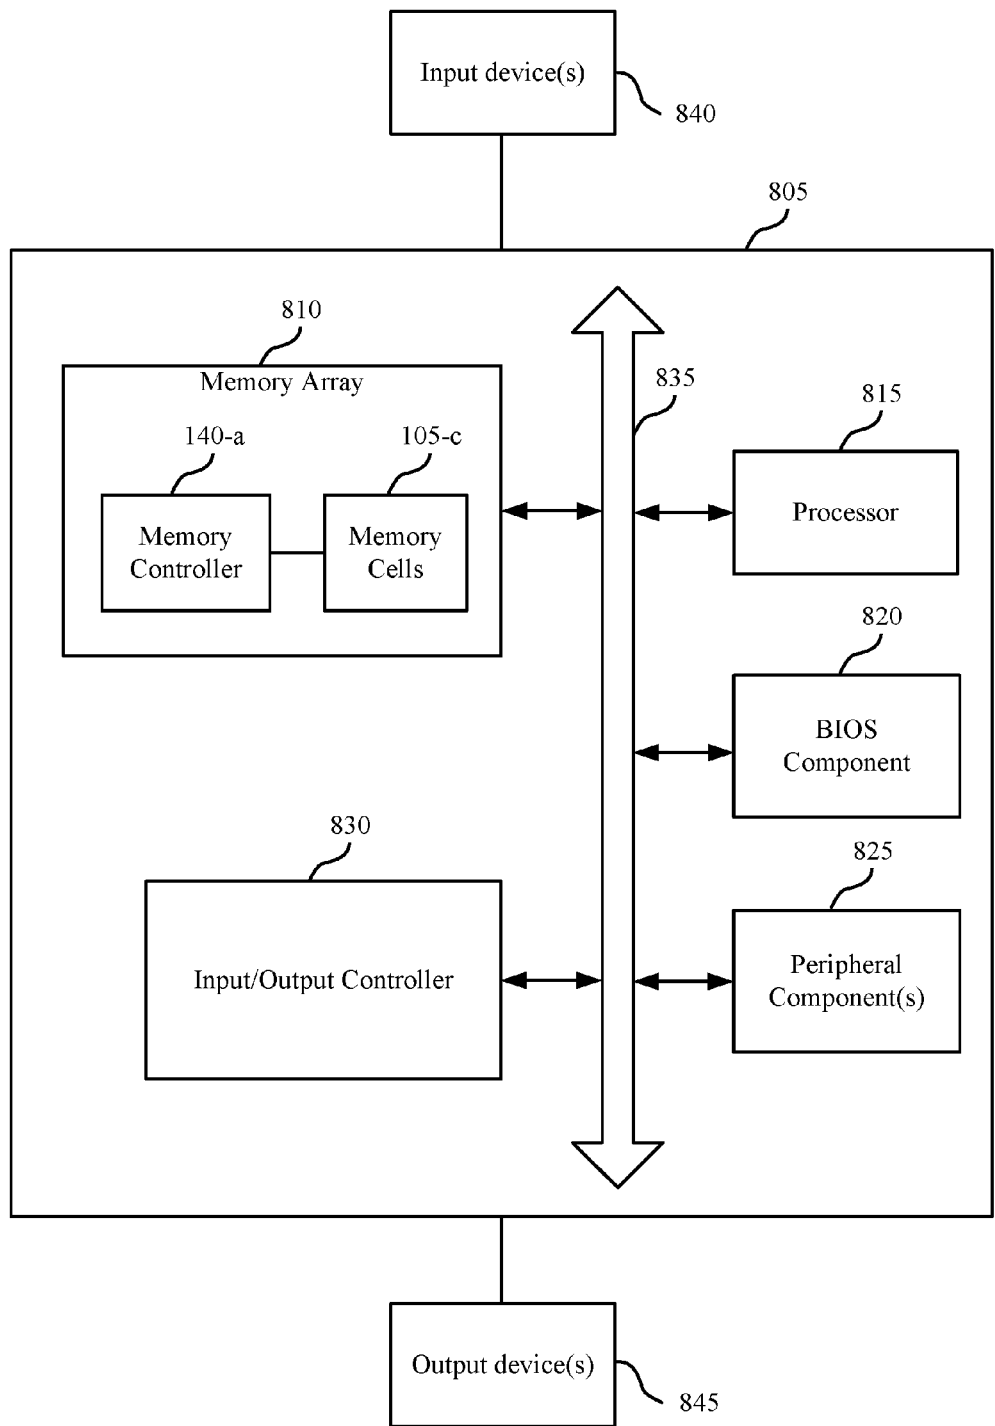 Input device(s)
840
805
810
Memory Array
835
815
140-a
105-c
Memory
Controller
Memory
Cells
Processor
820
BIOS
Component
830
825
Input/Output Controller
Peripheral
Component(s)
Output device(s)
845